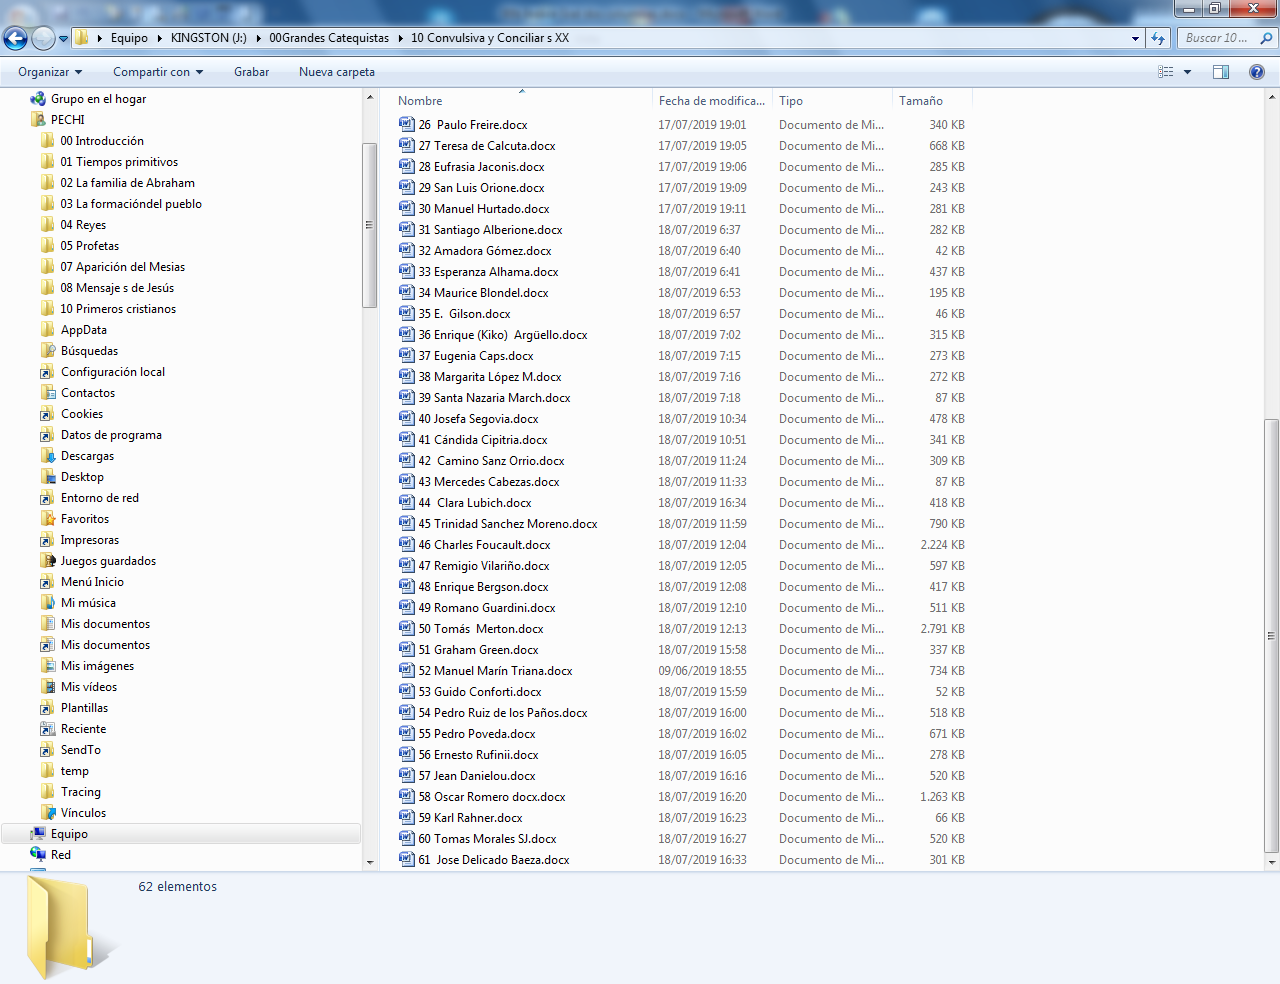 Equipo ▸ KINGSTON (J:) ▸ 00Grandes Catequistas ▸ 10 Convulsiva y Conciliar s XX
Buscar 10 ...
Organizar Compartir con Grabar Nueva carpeta
Grupo en el hogar
PECHI
00 Introducción
01 Tiempos primitivos
02 La familia de Abraham
03 La formacióndel pueblo
04 Reyes
05 Profetas
07 Aparición del Mesias
08 Mensaje s de Jesús
10 Primeros cristianos
AppData
Búsquedas
Configuración local
Contactos
Cookies
Datos de programa
Descargas
Desktop
Entorno de red
Favoritos
Impresoras
Juegos guardados
Menú Inicio
Mi música
Mis documentos
Mis documentos
Mis imágenes
Mis vídeos
Plantillas
Reciente
SendTo
temp
Tracing
Vínculos
Equipo
Red
Nombre Fecha de modifica... Tipo Tamaño
26  Paulo Freire.docx 17/07/2019 19:01 Documento de Mi... 340 KB
27 Teresa de Calcuta.docx 17/07/2019 19:05 Documento de Mi... 668 KB
28 Eufrasia Jaconis.docx 17/07/2019 19:06 Documento de Mi... 285 KB
29 San Luis Orione.docx 17/07/2019 19:09 Documento de Mi... 243 KB
30 Manuel Hurtado.docx 17/07/2019 19:11 Documento de Mi... 281 KB
31 Santiago Alberione.docx 18/07/2019 6:37 Documento de Mi... 282 KB
32 Amadora Gómez.docx 18/07/2019 6:40 Documento de Mi... 42 KB
33 Esperanza Alhama.docx 18/07/2019 6:41 Documento de Mi... 437 KB
34 Maurice Blondel.docx 18/07/2019 6:53 Documento de Mi... 195 KB
35 E.  Gilson.docx 18/07/2019 6:57 Documento de Mi... 46 KB
36 Enrique (Kiko)  Argüello.docx 18/07/2019 7:02 Documento de Mi... 315 KB
37 Eugenia Caps.docx 18/07/2019 7:15 Documento de Mi... 273 KB
38 Margarita López M.docx 18/07/2019 7:16 Documento de Mi... 272 KB
39 Santa Nazaria March.docx 18/07/2019 7:18 Documento de Mi... 87 KB
40 Josefa Segovia.docx 18/07/2019 10:34 Documento de Mi... 478 KB
41 Cándida Cipitria.docx 18/07/2019 10:51 Documento de Mi... 341 KB
42  Camino Sanz Orrio.docx 18/07/2019 11:24 Documento de Mi... 309 KB
43 Mercedes Cabezas.docx 18/07/2019 11:33 Documento de Mi... 87 KB
44  Clara Lubich.docx 18/07/2019 16:34 Documento de Mi... 418 KB
45 Trinidad Sanchez Moreno.docx 18/07/2019 11:59 Documento de Mi... 790 KB
46 Charles Foucault.docx 18/07/2019 12:04 Documento de Mi... 2.224 KB
47 Remigio Vilariño.docx 18/07/2019 12:05 Documento de Mi... 597 KB
48 Enrique Bergson.docx 18/07/2019 12:08 Documento de Mi... 417 KB
49 Romano Guardini.docx 18/07/2019 12:10 Documento de Mi... 511 KB
50 Tomás  Merton.docx 18/07/2019 12:13 Documento de Mi... 2.791 KB
51 Graham Green.docx 18/07/2019 15:58 Documento de Mi... 337 KB
52 Manuel Marín Triana.docx 09/06/2019 18:55 Documento de Mi... 734 KB
53 Guido Conforti.docx 18/07/2019 15:59 Documento de Mi... 52 KB
54 Pedro Ruiz de los Paños.docx 18/07/2019 16:00 Documento de Mi... 518 KB
55 Pedro Poveda.docx 18/07/2019 16:02 Documento de Mi... 671 KB
56 Ernesto Rufinii.docx 18/07/2019 16:05 Documento de Mi... 278 KB
57 Jean Danielou.docx 18/07/2019 16:16 Documento de Mi... 520 KB
58 Oscar Romero docx.docx 18/07/2019 16:20 Documento de Mi... 1.263 KB
59 Karl Rahner.docx 18/07/2019 16:23 Documento de Mi... 66 KB
60 Tomas Morales SJ.docx 18/07/2019 16:27 Documento de Mi... 520 KB
61  Jose Delicado Baeza.docx 18/07/2019 16:33 Documento de Mi... 301 KB
62 elementos